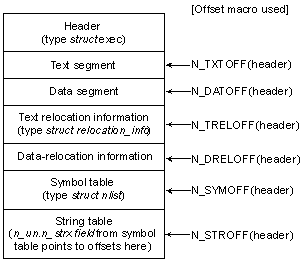 [Offset macro used]
Header
(type struct exec)
Text segment
N_TXTOFF(header)
Data segment
N_DATOFF(header)
Text relocation information
(type struct relocation_info)
N_TRELOFF(header)
Data-relocation information
N_DRELOFF(header)
Symbol table
(type struct nlist)
N_SYMOFF(header)
String table
(n_un.n_strx field from symbol
table points to offsets here)
N_STROFF(header)